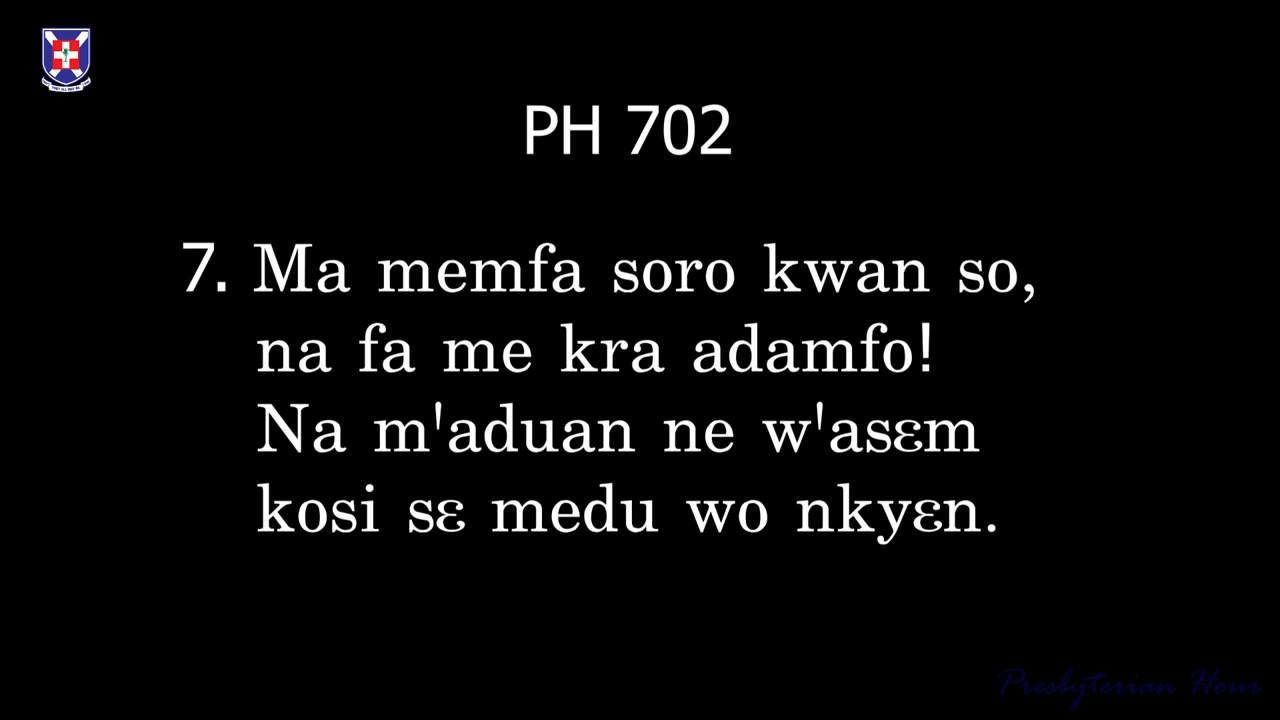 PH 702
7. Ma memfa soro kwan so,
na fa me kra adamfo!
Na m'aduan ne w'asɛm
kosi sɛ medu wo nkyɛn.
Presbyterian Hour